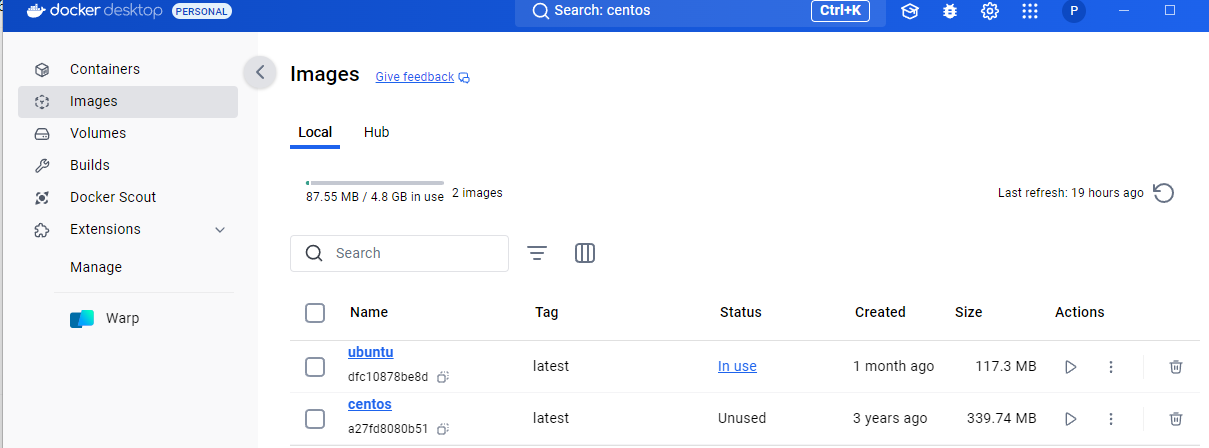 docker desktop PERSONAL Search: centos Ctrl+K P
Containers
Images
Volumes
Builds
Docker Scout
Extensions
Manage
Warp
Images Give feedback
Local Hub
87.55 MB / 4.8 GB in use 2 images Last refresh: 19 hours ago
Search
Name Tag Status Created Size Actions
ubuntu
dfc10878be8d latest In use 1 month ago 117.3 MB
centos
a27fd8080b51 latest Unused 3 years ago 339.74 MB